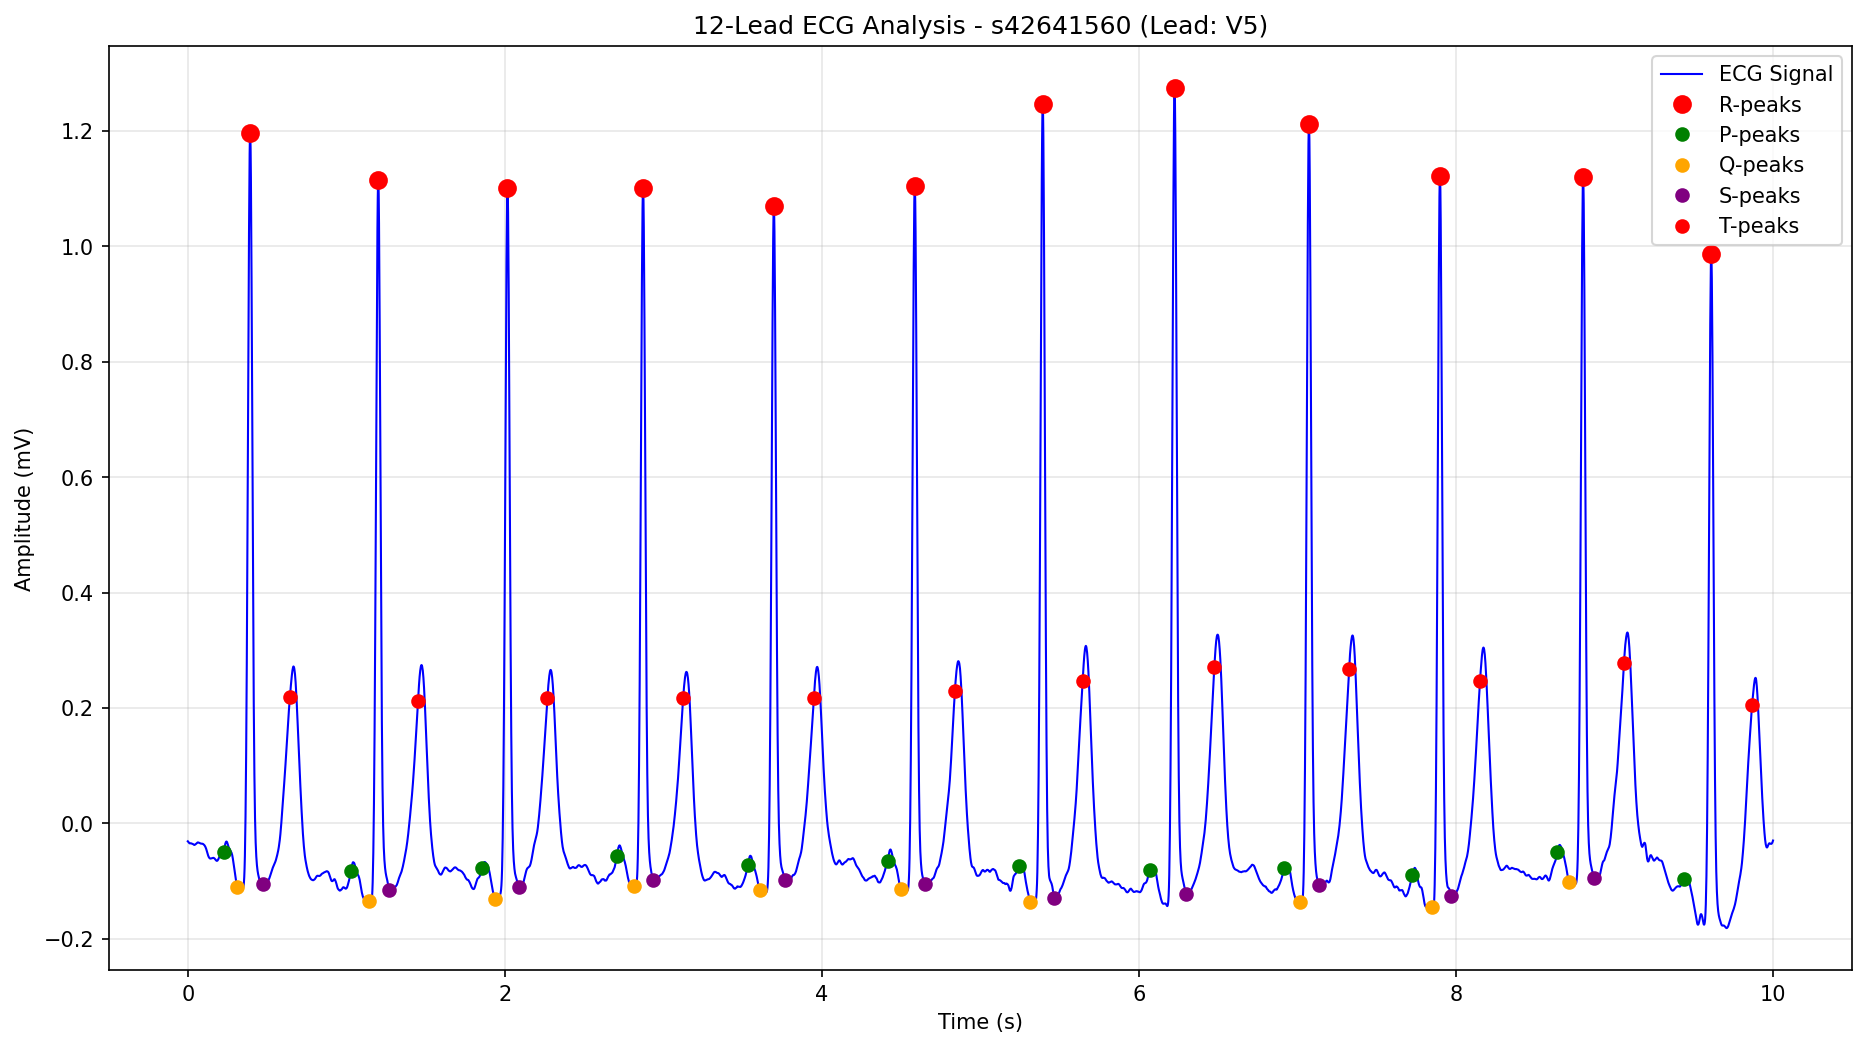 12-Lead ECG Analysis - s42641560 (Lead: V5)
ECG Signal
R-peaks
P-peaks
Q-peaks
S-peaks
T-peaks
Amplitude (mV)
1.2
1.0
0.8
0.6
0.4
0.2
0.0
−0.2
0 2 4 6 8 10
Time (s)